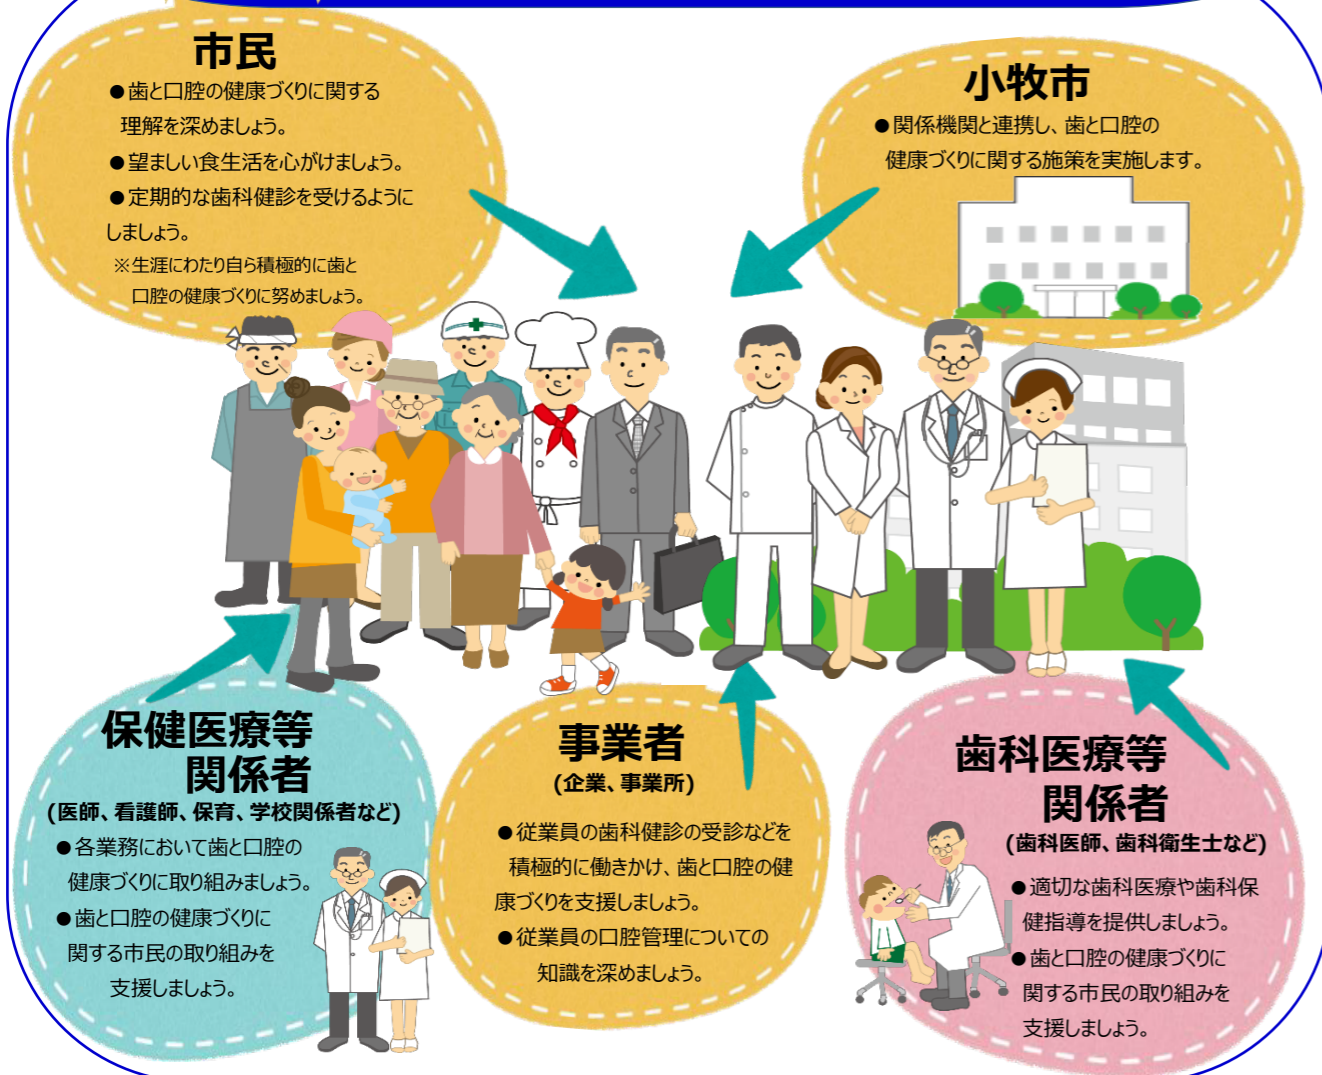 市民
●歯と口腔の健康づくりに関する
理解を深めましょう。
●望ましい食生活を心がけましょう。
●定期的な歯科健診を受けるように
しましょう。
※生涯にわたり自ら積極的に歯と
口腔の健康づくりに努めましょう。
小牧市
●関係機関と連携し、歯と口腔の
健康づくりに関する施策を実施します。
保健医療等
関係者
(医師、看護師、保育、学校関係者など)
●各業務において歯と口腔の
健康づくりに取り組みましょう。
●歯と口腔の健康づくりに
関する市民の取り組みを
支援しましょう。
事業者
(企業、事業所)
●従業員の歯科健診の受診などを
積極的に働きかけ、歯と口腔の健
康づくりを支援しましょう。
●従業員の口腔管理についての
知識を深めましょう。
歯科医療等
関係者
(歯科医師、歯科衛生士など)
●適切な歯科医療や歯科保
健指導を提供しましょう。
●歯と口腔の健康づくりに
関する市民の取り組みを
支援しましょう。